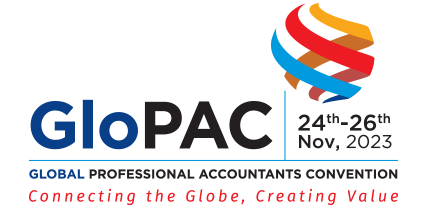 GloPAC
24th-26th
Nov, 2023
GLOBAL PROFESSIONAL ACCOUNTANTS CONVENTION
Connecting the Globe, Creating Value